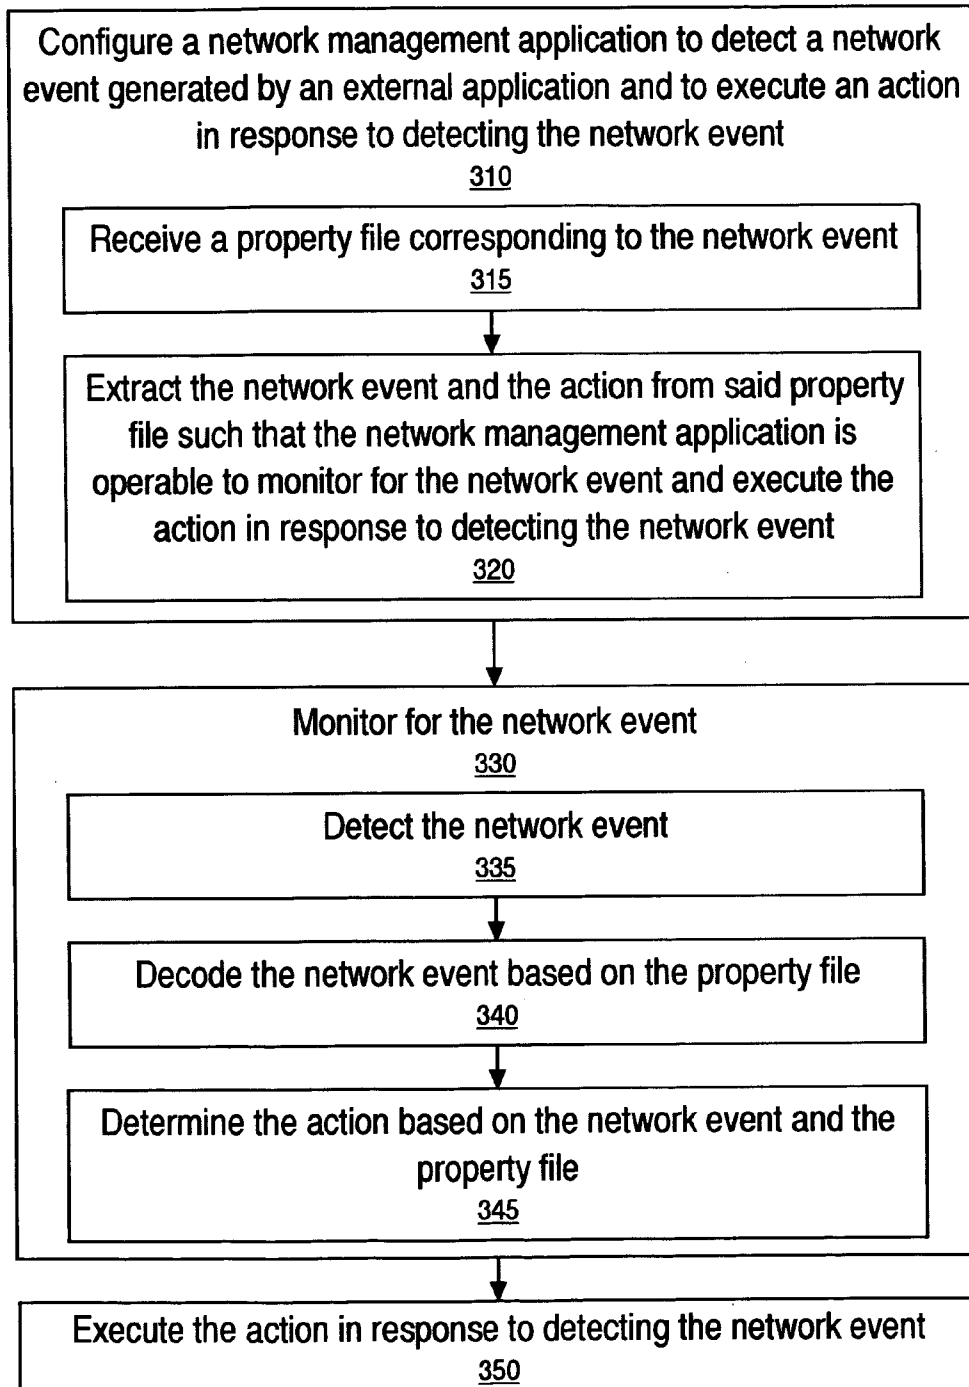 Configure a network management application to detect a network
event generated by an external application and to execute an action
in response to detecting the network event
310
Receive a property file corresponding to the network event
315
Extract the network event and the action from said property
file such that the network management application is
operable to monitor for the network event and execute the
action in response to detecting the network event
320
Monitor for the network event
330
Detect the network event
335
Decode the network event based on the property file
340
Determine the action based on the network event and the
property file
345
Execute the action in response to detecting the network event
350